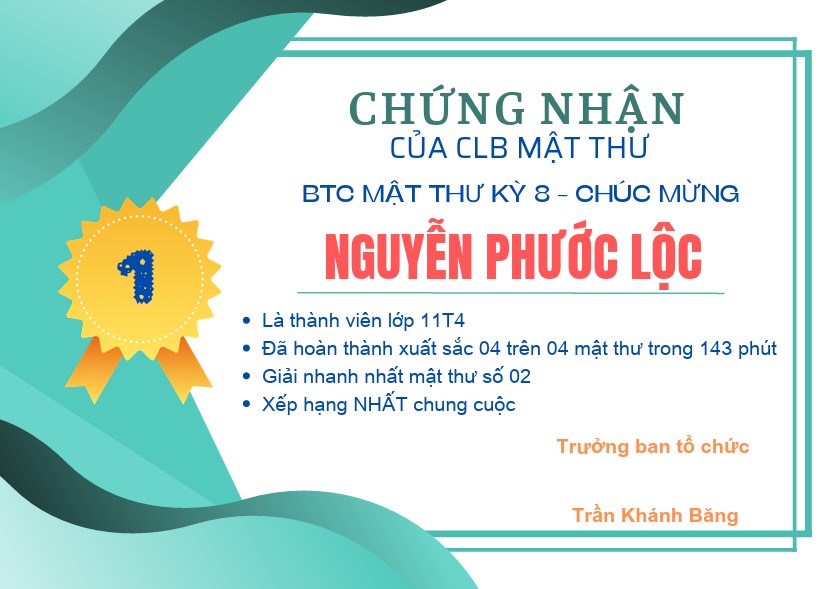 CHỨNG NHẬN
CỦA CLB MẬT THƯ
BTC MẬT THƯ KỲ 8 - CHÚC MỪNG
NGUYỄN PHƯỚC LỘC
1
• Là thành viên lớp 11T4
• Đã hoàn thành xuất sắc 04 trên 04 mật thư trong 143 phút
• Giải nhanh nhất mật thư số 02
• Xếp hạng NHẤT chung cuộc
Trưởng ban tổ chức
Trần Khánh Băng